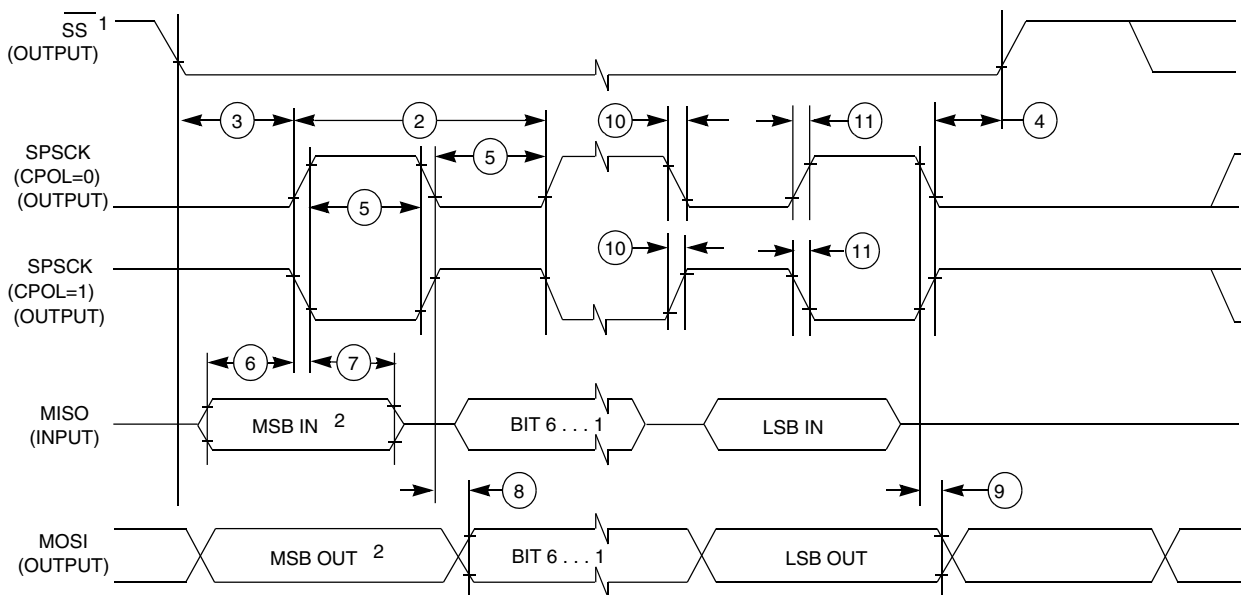 SS 1
(OUTPUT)
3
2
10
11
4
SPSCK
(CPOL=0)
(OUTPUT)
5
5
SPSCK
(CPOL=1)
(OUTPUT)
10
11
6
7
MISO
(INPUT)
MSB IN 2
BIT 6 . . . 1
LSB IN
8
9
MOSI
(OUTPUT)
MSB OUT 2
BIT 6 . . . 1
LSB OUT